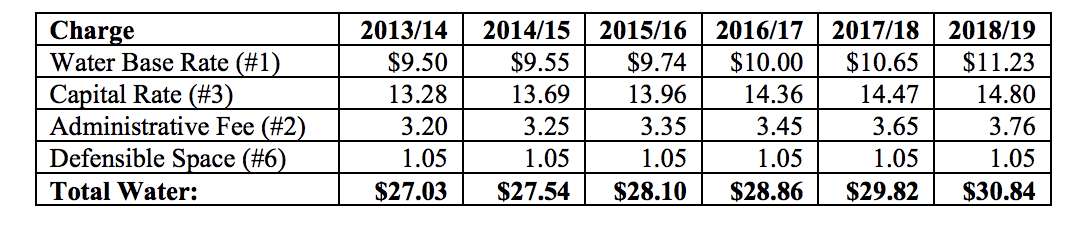 Charge 2013/14 2014/15 2015/16 2016/17 2017/18 2018/19
Water Base Rate (#1) $9.50 $9.55 $9.74 $10.00 $10.65 $11.23
Capital Rate (#3) 13.28 13.69 13.96 14.36 14.47 14.80
Administrative Fee (#2) 3.20 3.25 3.35 3.45 3.65 3.76
Defensible Space (#6) 1.05 1.05 1.05 1.05 1.05 1.05
Total Water: $27.03 $27.54 $28.10 $28.86 $29.82 $30.84